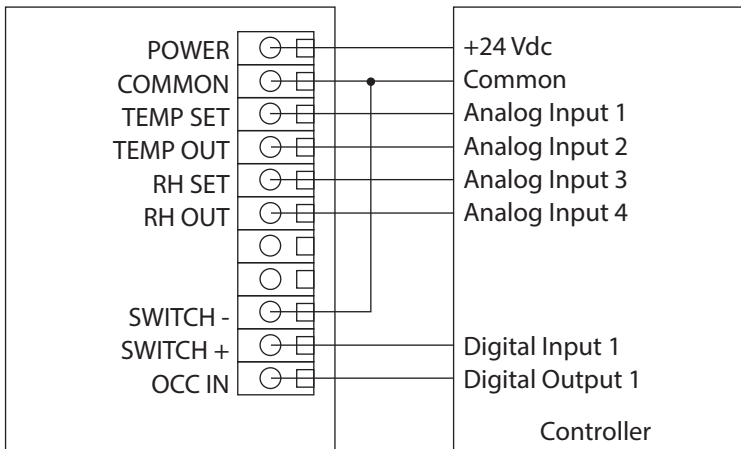 POWER
COMMON
TEMP SET
TEMP OUT
RH SET
RH OUT
SWITCH -
SWITCH +
OCC IN
+24 Vdc
Common
Analog Input 1
Analog Input 2
Analog Input 3
Analog Input 4
Digital Input 1
Digital Output 1
Controller